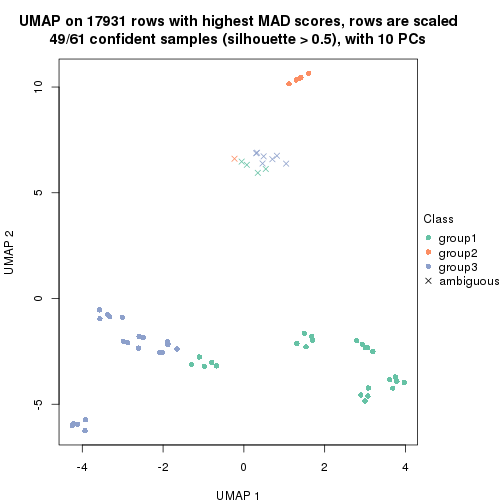 UMAP on 17931 rows with highest MAD scores, rows are scaled
49/61 confident samples (silhouette > 0.5), with 10 PCs
10
5
0
-5
UMAP 2
-4
-2
0
2
4
UMAP 1
Class
group1
group2
group3
ambiguous